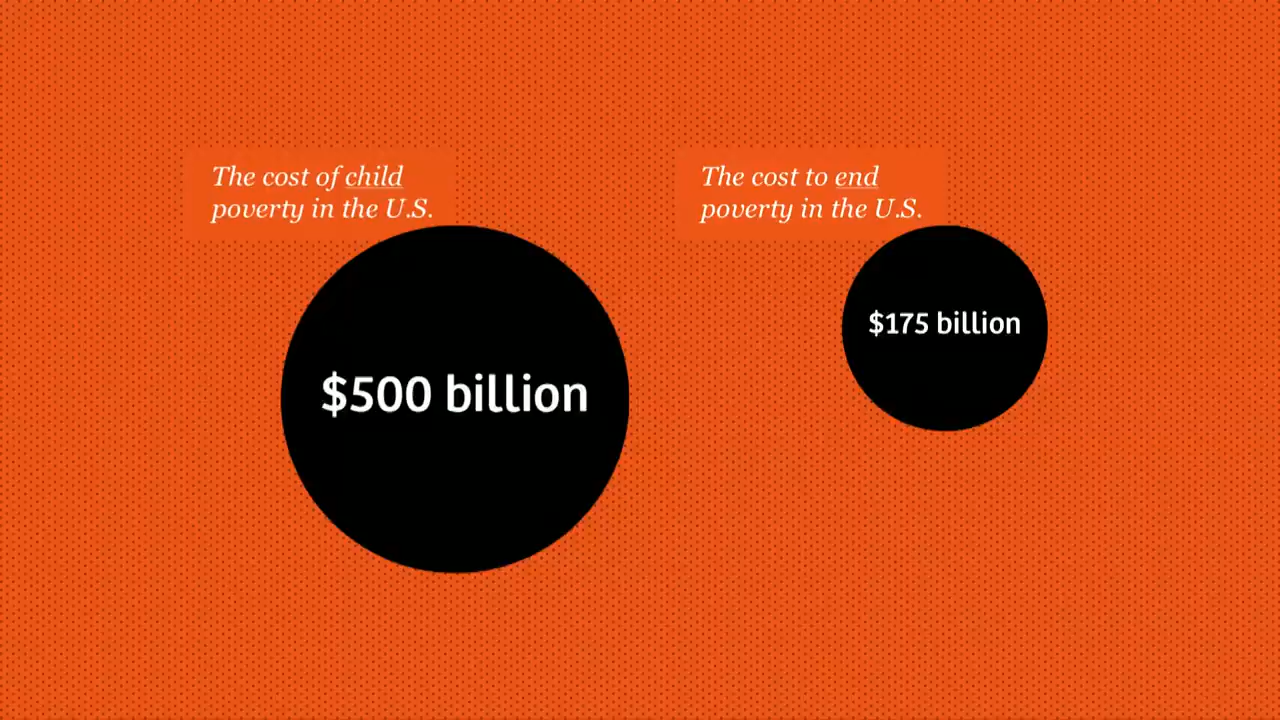 The cost of child
poverty in the U.S.
$500 billion
The cost to end
poverty in the U.S.
$175 billion